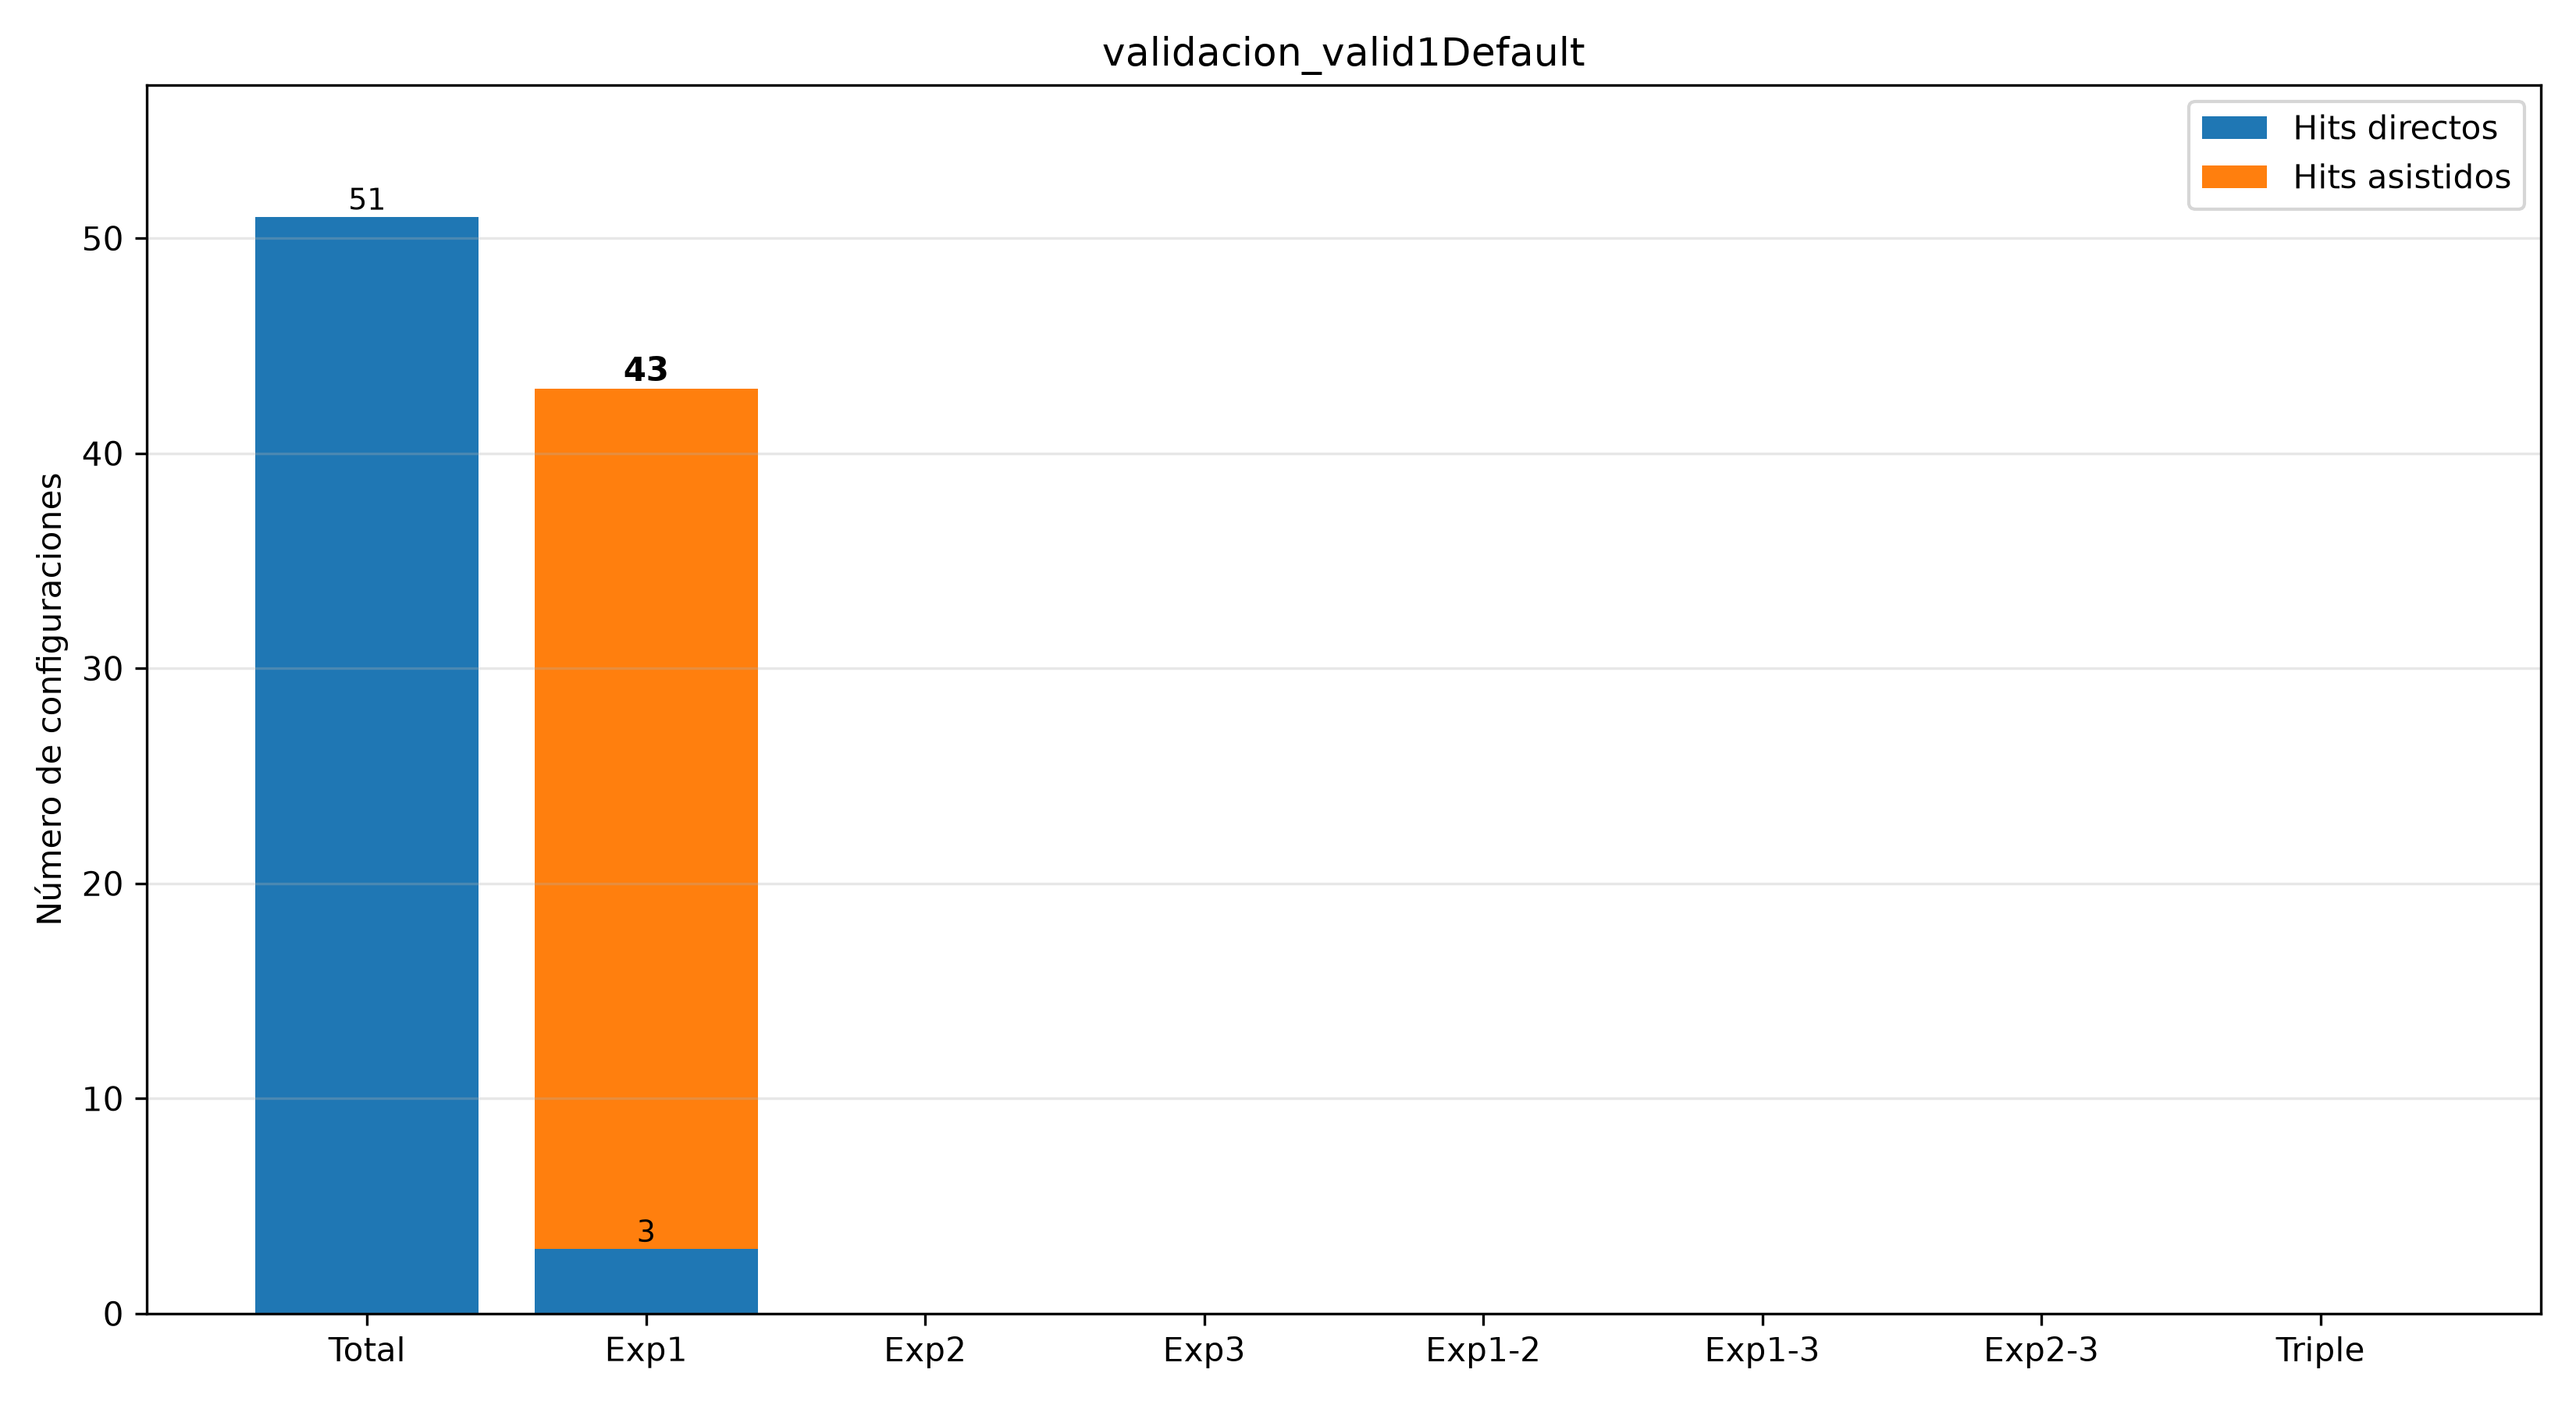 validacion_valid1Default
Hits directos
Hits asistidos
Número de configuraciones
50
40
30
20
10
0
51
43
3
Total
Exp1
Exp2
Exp3
Exp1-2
Exp1-3
Exp2-3
Triple